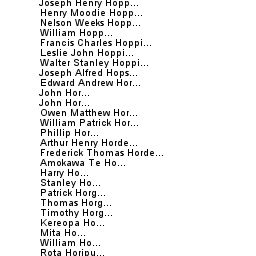 Joseph Henry Hopp...
Henry Moodie Hopp...
Nelson Weeks Hopp...
William Hopp...
Francis Charles Hoppi...
Leslie John Hoppi...
Walter Stanley Hoppi...
Joseph Alfred Hops...
Edward Andrew Hor...
John Hor...
John Hor...
Owen Matthew Hor...
William Patrick Hor...
Phillip Hor...
Arthur Henry Horde...
Frederick Thomas Horde...
Amokawa Te Ho...
Harry Ho...
Stanley Ho...
Patrick Horg...
Thomas Horg...
Timothy Horg...
Kereopa Ho...
Mita Ho...
William Ho...
Rota Horipu...